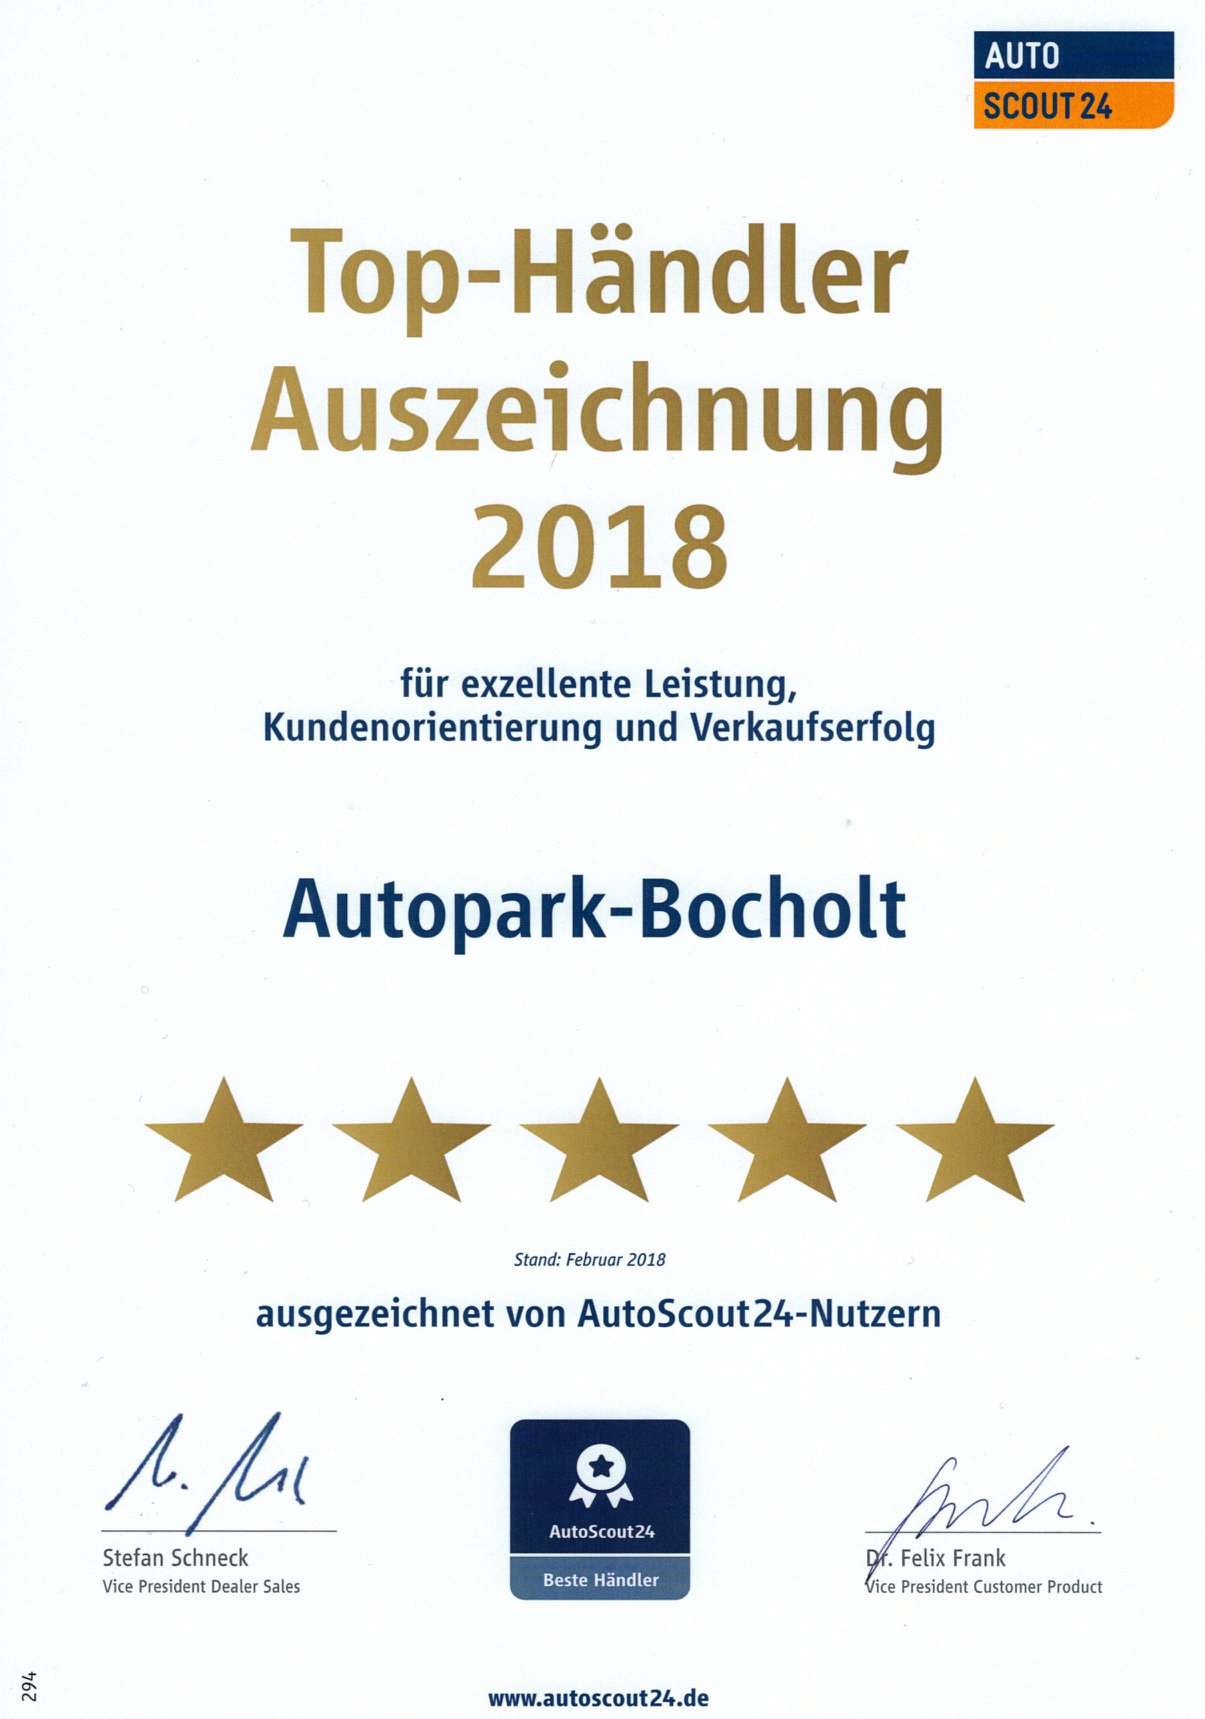 AUTO
SCOUT24
Top-Händler
Auszeichnung
2018
für exzellente Leistung,
Kundenorientierung und Verkaufserfolg
Autopark-Bocholt
Stand: Februar 2018
ausgezeichnet von AutoScout24-Nutzern
Stefan Schneck
Vice President Dealer Sales
AutoScout24
Beste Händler
Dr. Felix Frank
Vice President Customer Product
294
www.autoscout24.de